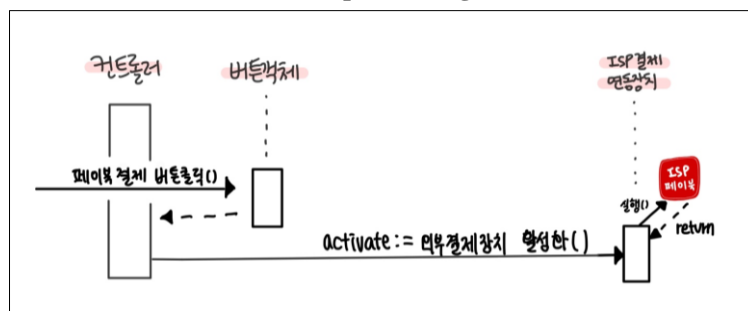 컨트롤러
버튼객체
ISP결제
연동장치
페이북 결제 버튼클릭()
ISP
페이북
실행()
return
activate := 외부결제장치 활성화()